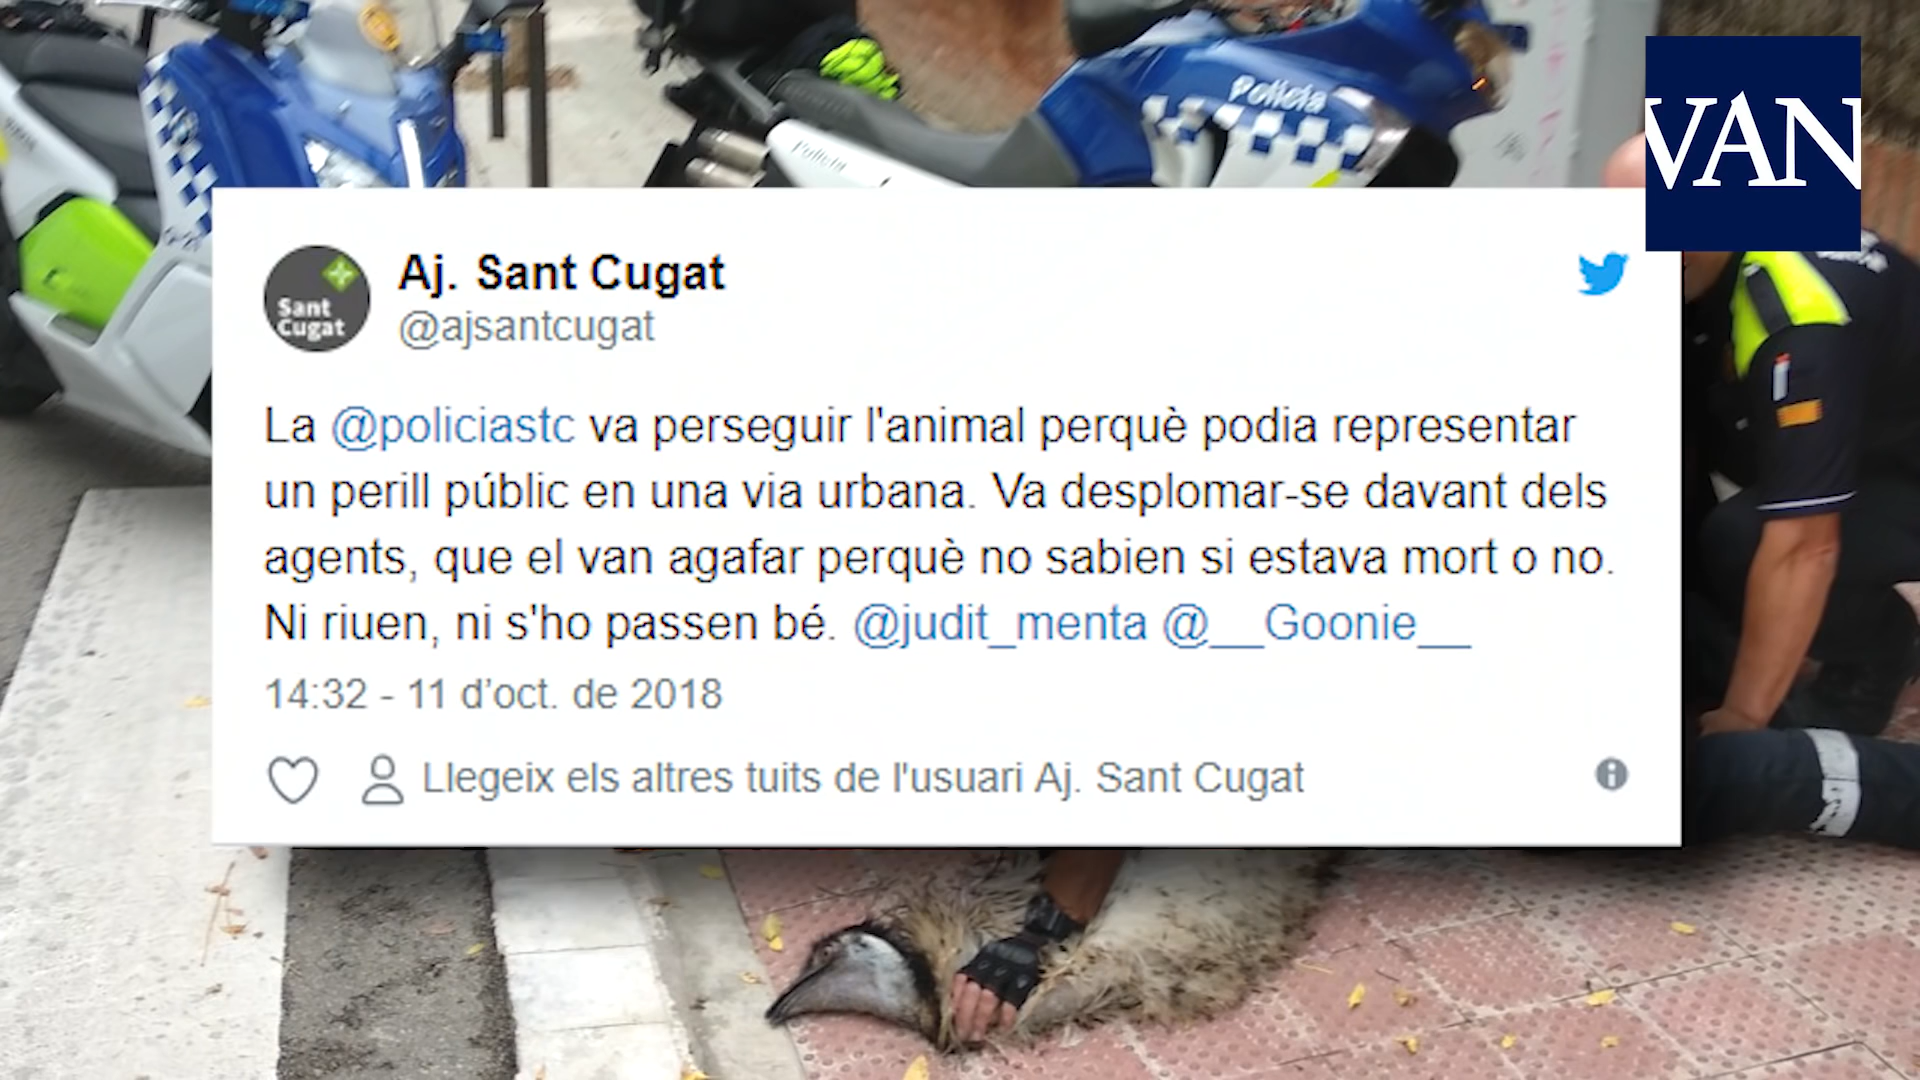 Policia
Policia
VAN
Sant
Cugat
Aj. Sant Cugat
@ajsantcugat
La @policiastc va perseguir l'animal perquè podia representar
un perill públic en una via urbana. Va desplomar-se davant dels
agents, que el van agafar perquè no sabien si estava mort o no.
Ni riuen, ni s'ho passen bé. @judit_menta @__Goonie__
14:32 - 11 d’oct. de 2018
Llegeix els altres tuits de l'usuari Aj. Sant Cugat